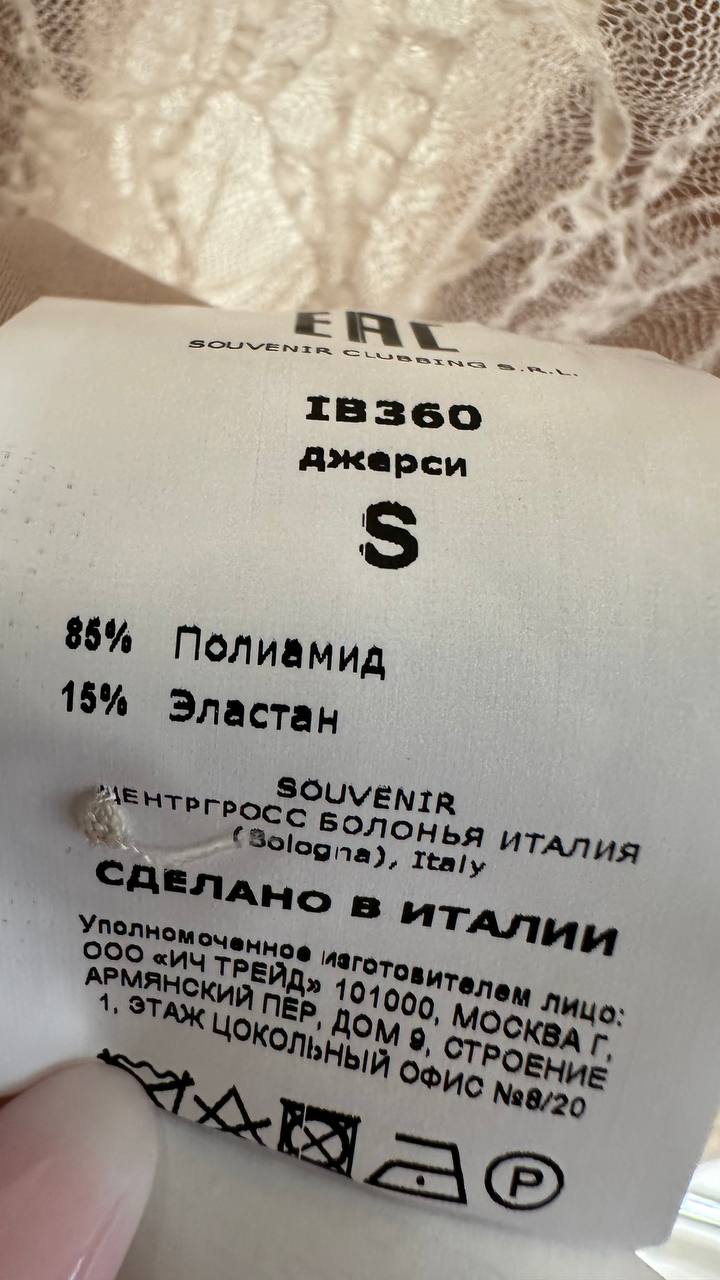 EAC
SOUVENIR CLUBBING S.R.L.
IB360
джерси
S
85% Полиамид
15% Эластан
SOUVENIR
ЦЕНТРГРОСС БОЛОНЬЯ ИТАЛИЯ
(Bologna), Italy
СДЕЛАНО В ИТАЛИИ
Уполномоченное изготовителем лицо:
ООО «ИЧ ТРЕЙД» 101000, МОСКВА Г,
АРМЯНСКИЙ ПЕР, ДОМ 9, СТРОЕНИЕ
1, ЭТАЖ ЦОКОЛЬНЫЙ ОФИС №8/20
P